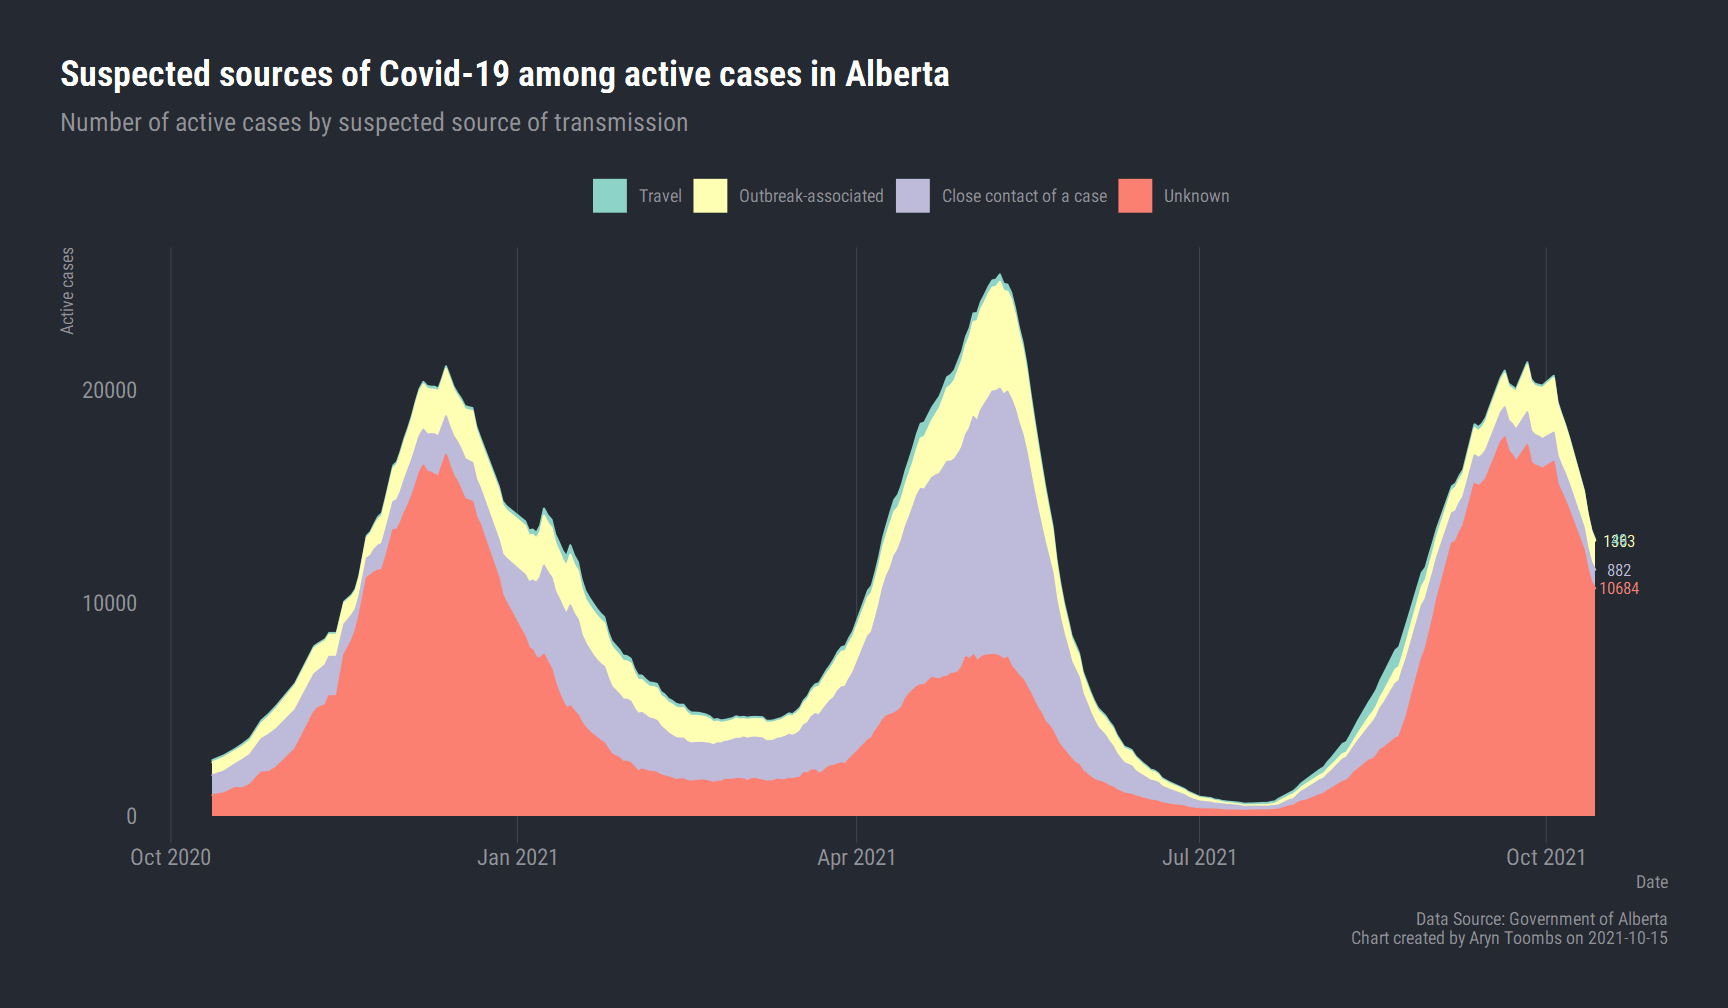 Suspected sources of Covid-19 among active cases in Alberta
Number of active cases by suspected source of transmission
Travel Outbreak-associated Close contact of a case Unknown
Active cases
20000
10000
0
882
10684
Oct 2020 Jan 2021 Apr 2021 Jul 2021 Oct 2021
Date
Data Source: Government of Alberta
Chart created by Aryn Toombs on 2021-10-15